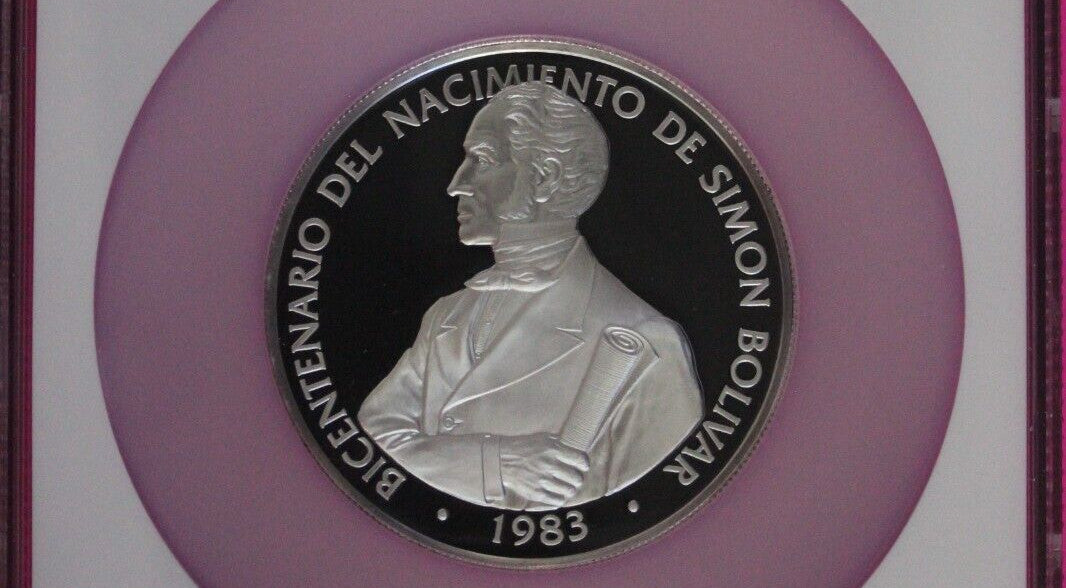 BICENTENARIO DEL NACIMIENTO DE SIMON BOLIVAR
• 1983 •